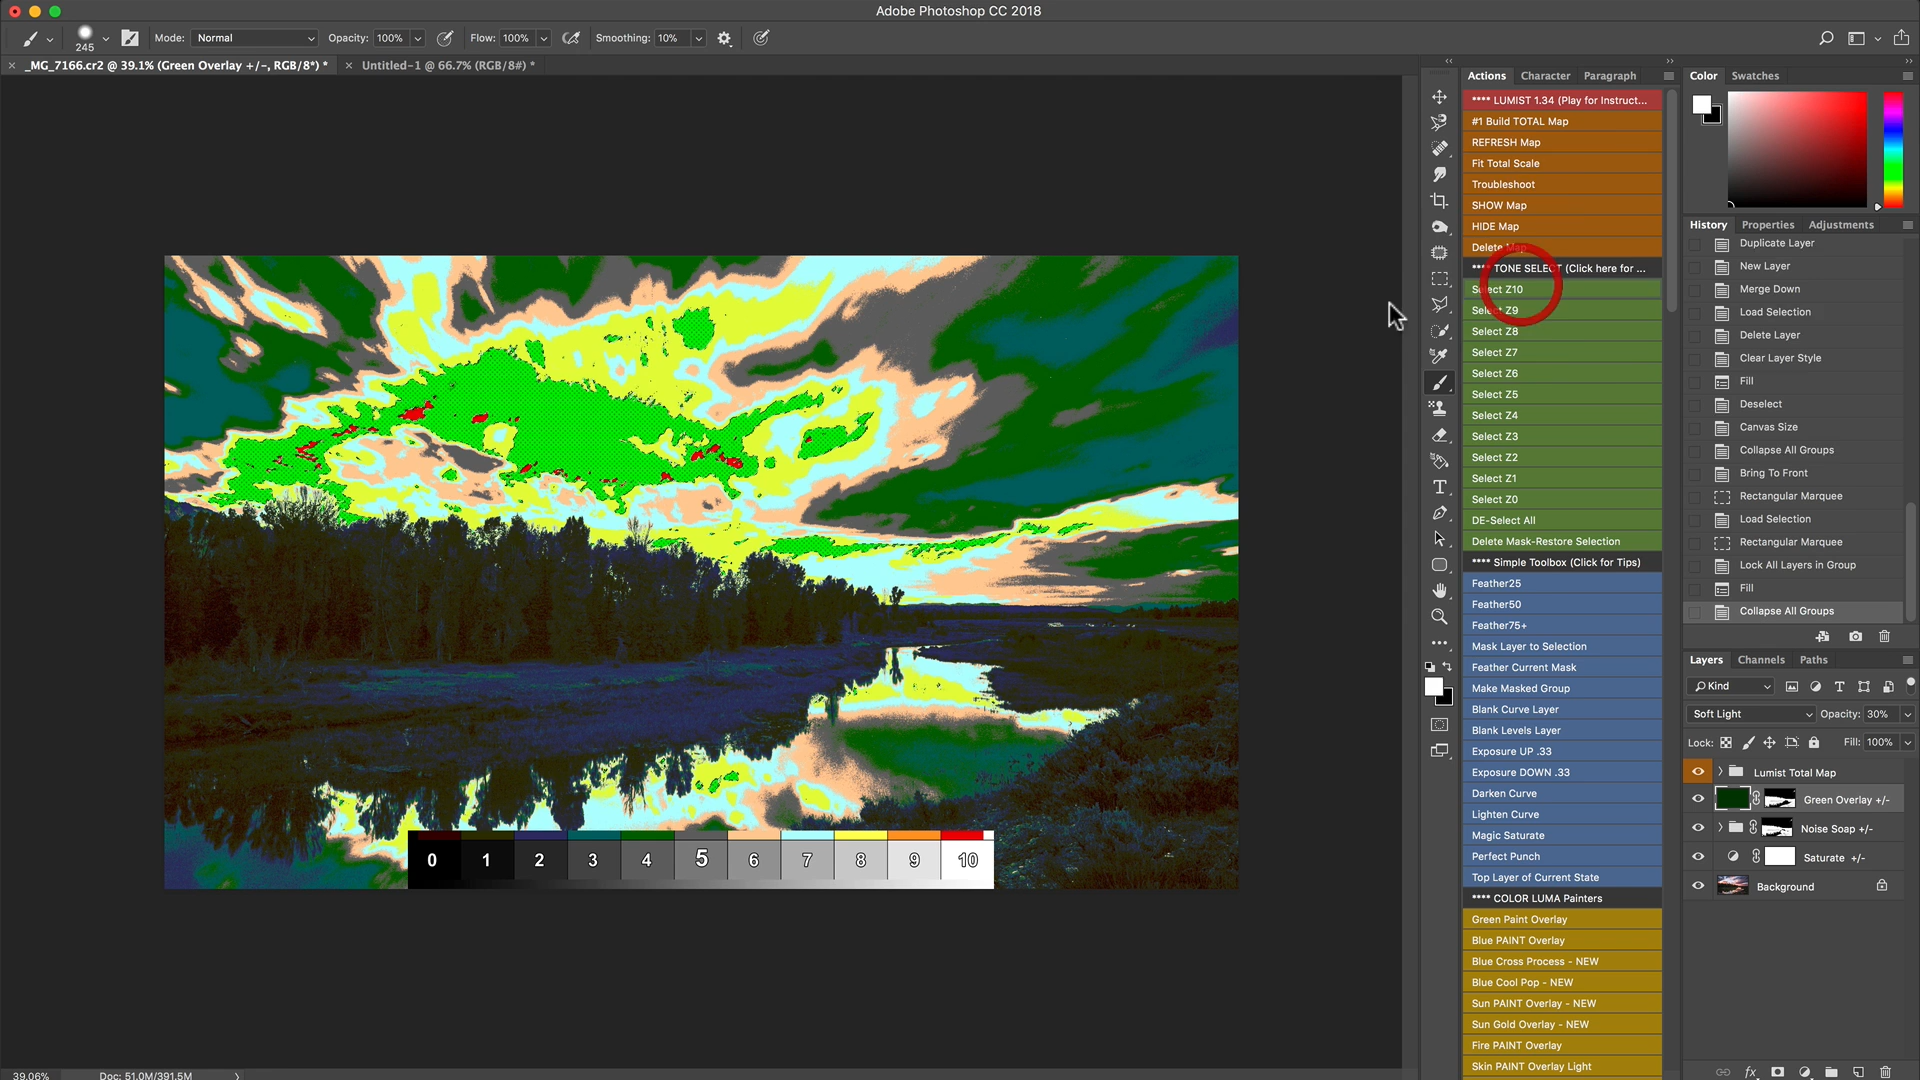 Adobe Photoshop CC 2018
245
Mode: Normal
Opacity: 100%
Flow: 100%
Smoothing: 10%
_MG_7166.cr2 @ 39.1% (Green Overlay +/-, RGB/8*) *
Untitled-1 @ 66.7% (RGB/8#) *
Actions
Character
Paragraph
**** LUMIST 1.34 (Play for Instruct...
#1 Build TOTAL Map
REFRESH Map
Fit Total Scale
Troubleshoot
SHOW Map
HIDE Map
Delete Map
**** TONE SELECT (Click here for ...
Select Z10
Select Z9
Select Z8
Select Z7
Select Z6
Select Z5
Select Z4
Select Z3
Select Z2
Select Z1
Select Z0
DE-Select All
Delete Mask-Restore Selection
**** Simple Toolbox (Click for Tips)
Feather25
Feather50
Feather75+
Mask Layer to Selection
Feather Current Mask
Make Masked Group
Blank Curve Layer
Blank Levels Layer
Exposure UP .33
Exposure DOWN .33
Darken Curve
Lighten Curve
Magic Saturate
Perfect Punch
Top Layer of Current State
**** COLOR LUMA Painters
Green Paint Overlay
Blue PAINT Overlay
Blue Cross Process - NEW
Blue Cool Pop - NEW
Sun PAINT Overlay - NEW
Sun Gold Overlay - NEW
Fire PAINT Overlay
Skin PAINT Overlay Light
Color
Swatches
History
Properties
Adjustments
Duplicate Layer
New Layer
Merge Down
Load Selection
Delete Layer
Clear Layer Style
Fill
Deselect
Canvas Size
Collapse All Groups
Bring To Front
Rectangular Marquee
Load Selection
Rectangular Marquee
Lock All Layers in Group
Fill
Collapse All Groups
Layers
Channels
Paths
Kind
Soft Light
Opacity: 30%
Lock:
Fill: 100%
Lumist Total Map
Green Overlay +/-
Noise Soap +/-
Saturate +/-
Background
0 1 2 3 4 5 6 7 8 9 10
39.06%
Doc: 51.0M/391.5M